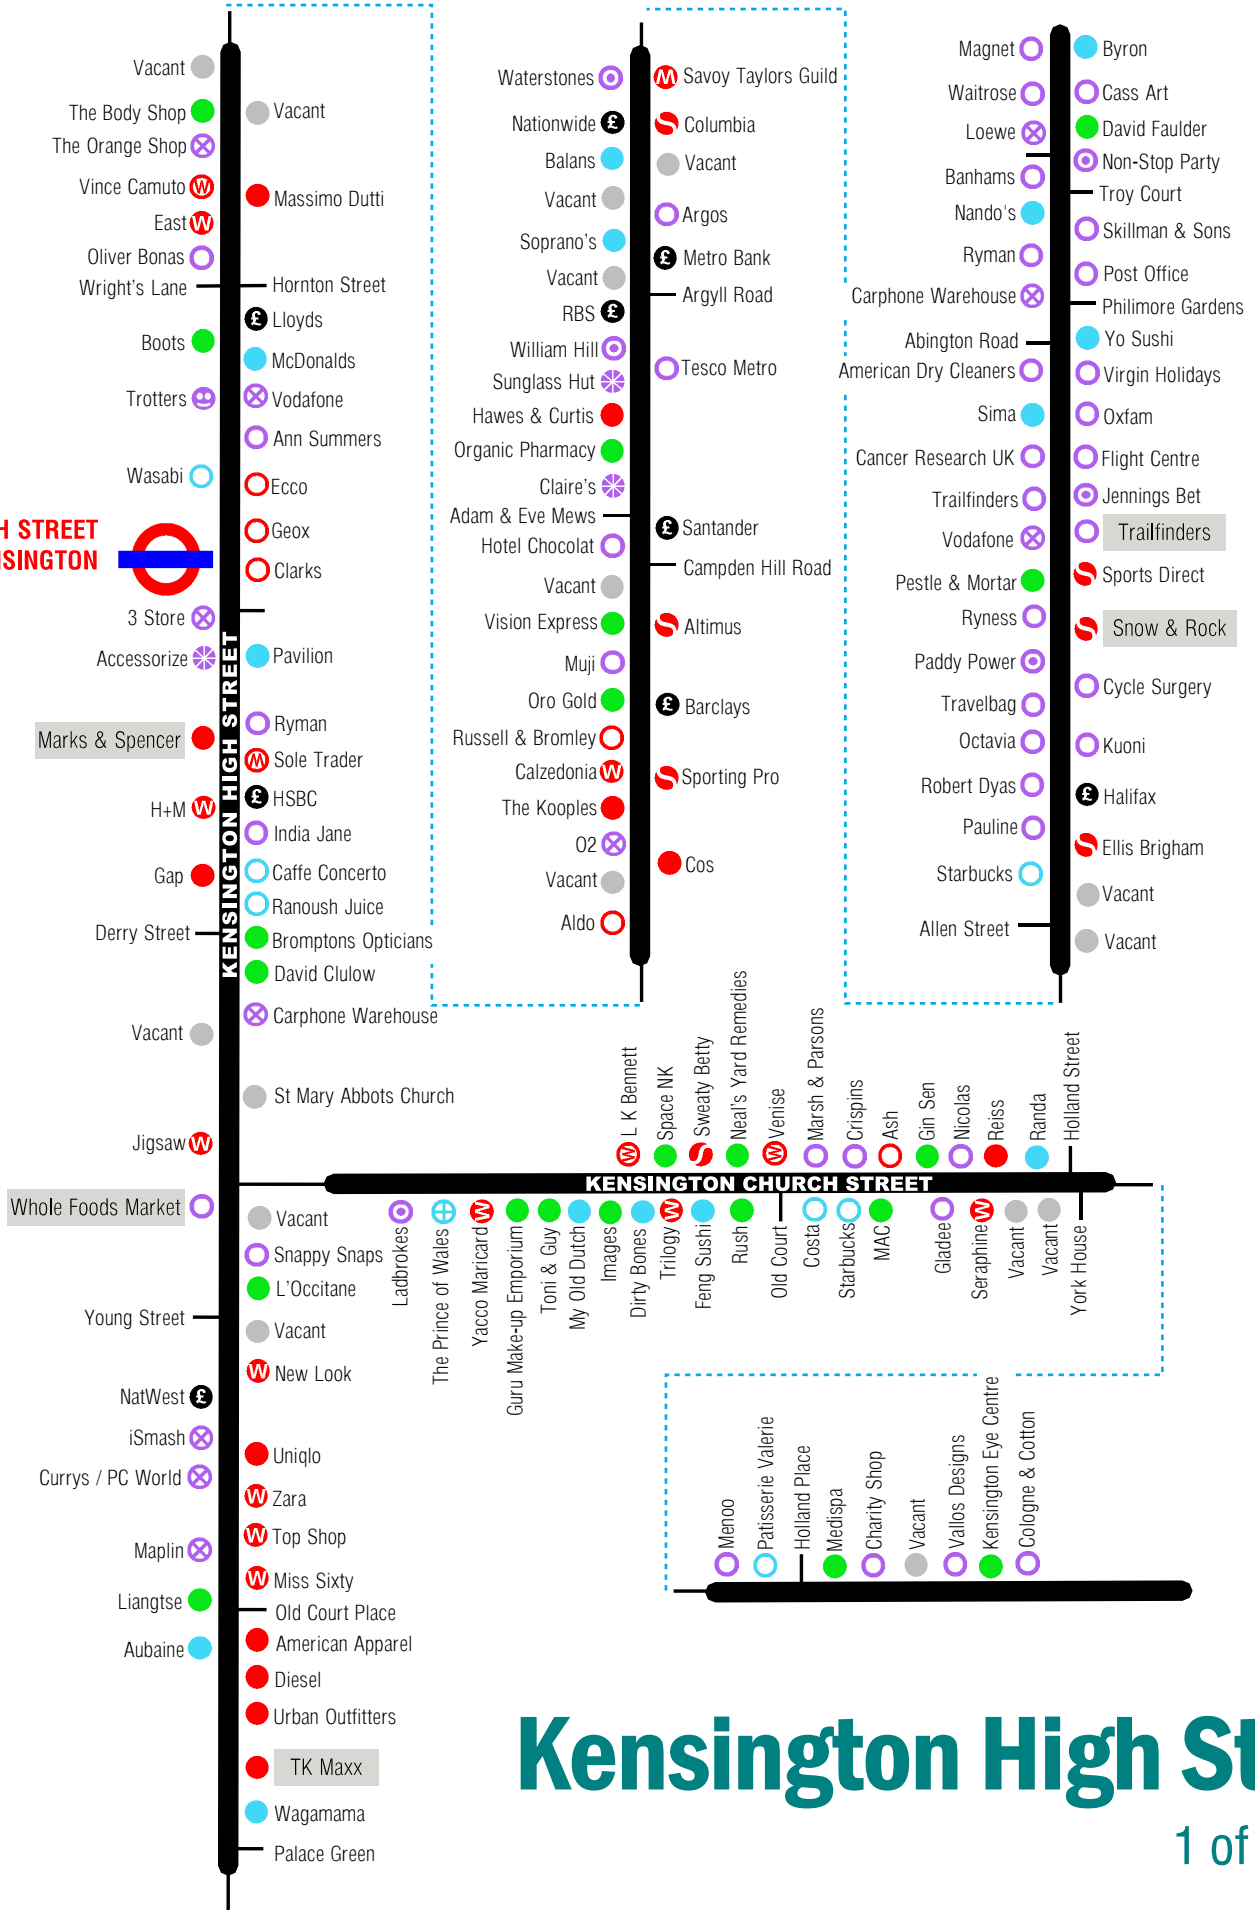 Vacant
The Body Shop
The Orange Shop
Vince Camuto
East
Oliver Bonas
Wright's Lane
Boots
Trotters
Wasabi
H STREET
NSINGTON
3 Store
Accessorize
Marks & Spencer
H+M
Gap
Derry Street
Vacant
Jigsaw
Whole Foods Market
Young Street
NatWest
iSmash
Currys / PC World
Maplin
Liangtse
Aubaine
KENSINGTON HIGH STREET
Vacant
Massimo Dutti
Hornton Street
Lloyds
McDonalds
Vodafone
Ann Summers
Ecco
Geox
Clarks
Pavilion
Ryman
Sole Trader
HSBC
India Jane
Caffe Concerto
Ranoush Juice
Bromptons Opticians
David Clulow
Carphone Warehouse
St Mary Abbots Church
Vacant
Snappy Snaps
L'Occitane
Vacant
New Look
Uniqlo
Zara
Top Shop
Miss Sixty
Old Court Place
American Apparel
Diesel
Urban Outfitters
TK Maxx
Wagamama
Palace Green
Waterstones
Nationwide
Balans
Vacant
Soprano's
Vacant
RBS
William Hill
Sunglass Hut
Hawes & Curtis
Organic Pharmacy
Claire's
Adam & Eve Mews
Hotel Chocolat
Vacant
Vision Express
Muji
Oro Gold
Russell & Bromley
Calzedonia
The Kooples
O2
Vacant
Aldo
Savoy Taylors Guild
Columbia
Vacant
Argos
Metro Bank
Argyll Road
Tesco Metro
Santander
Campden Hill Road
Altimus
Barclays
Sporting Pro
Cos
Magnet
Waitrose
Loewe
Banhams
Nando's
Ryman
Carphone Warehouse
Abington Road
American Dry Cleaners
Sima
Cancer Research UK
Trailfinders
Vodafone
Pestle & Mortar
Ryness
Paddy Power
Travelbag
Octavia
Robert Dyas
Pauline
Starbucks
Allen Street
Byron
Cass Art
David Faulder
Non-Stop Party
Troy Court
Skillman & Sons
Post Office
Philimore Gardens
Yo Sushi
Virgin Holidays
Oxfam
Flight Centre
Jennings Bet
Trailfinders
Sports Direct
Snow & Rock
Cycle Surgery
Kuoni
Halifax
Ellis Brigham
Vacant
Vacant
L K Bennett
Space NK
Sweaty Betty
Neal's Yard Remedies
Venise
Marsh & Parsons
Crispins
Ash
Gin Sen
Nicolas
Reiss
Randa
Holland Street
KENSINGTON CHURCH STREET
Ladbrokes
The Prince of Wales
Yacco Maricard
Guru Make-up Emporium
Toni & Guy
My Old Dutch
Images
Dirty Bones
Trilogy
Feng Sushi
Rush
Old Court
Costa
Starbucks
MAC
Gladee
Seraphine
Vacant
Vacant
York House
Menoo
Patisserie Valerie
Holland Place
Medispa
Charity Shop
Vacant
Vallos Designs
Kensington Eye Centre
Cologne & Cotton
Kensington High St
1 of